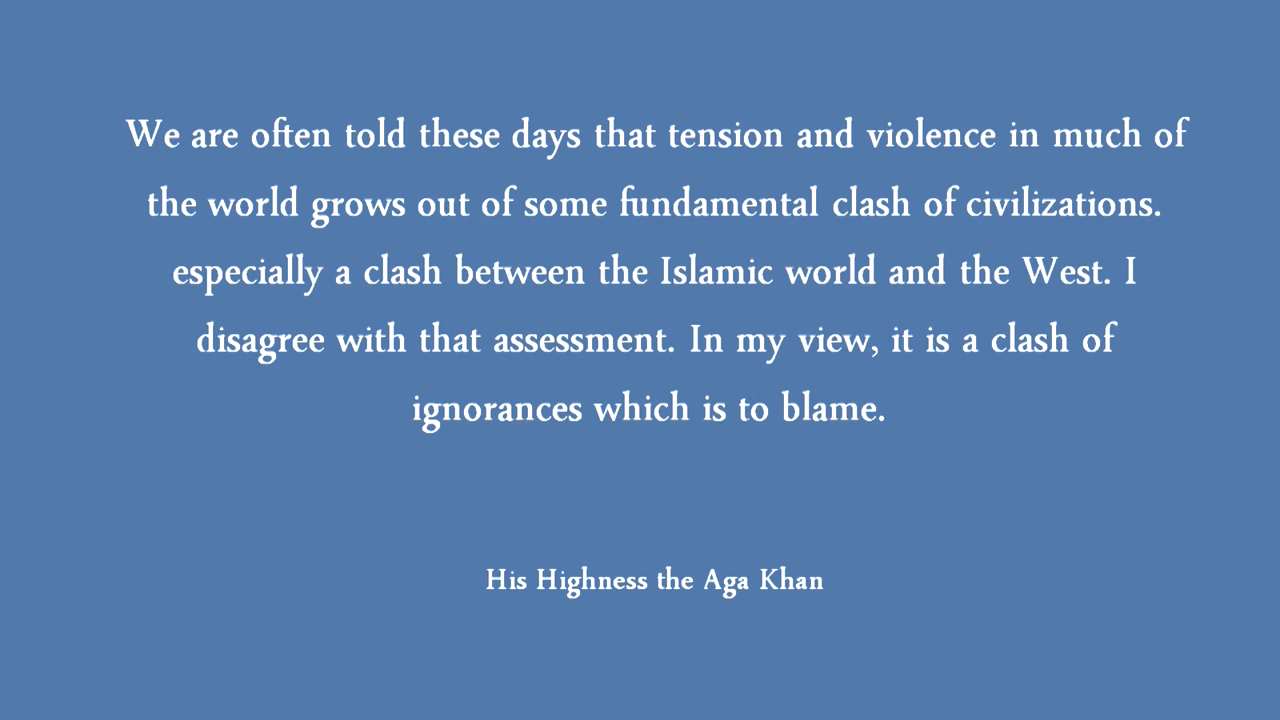 We are often told these days that tension and violence in much of
the world grows out of some fundamental clash of civilizations.
especially a clash between the Islamic world and the West. I
disagree with that assessment. In my view, it is a clash of
ignorances which is to blame.
His Highness the Aga Khan